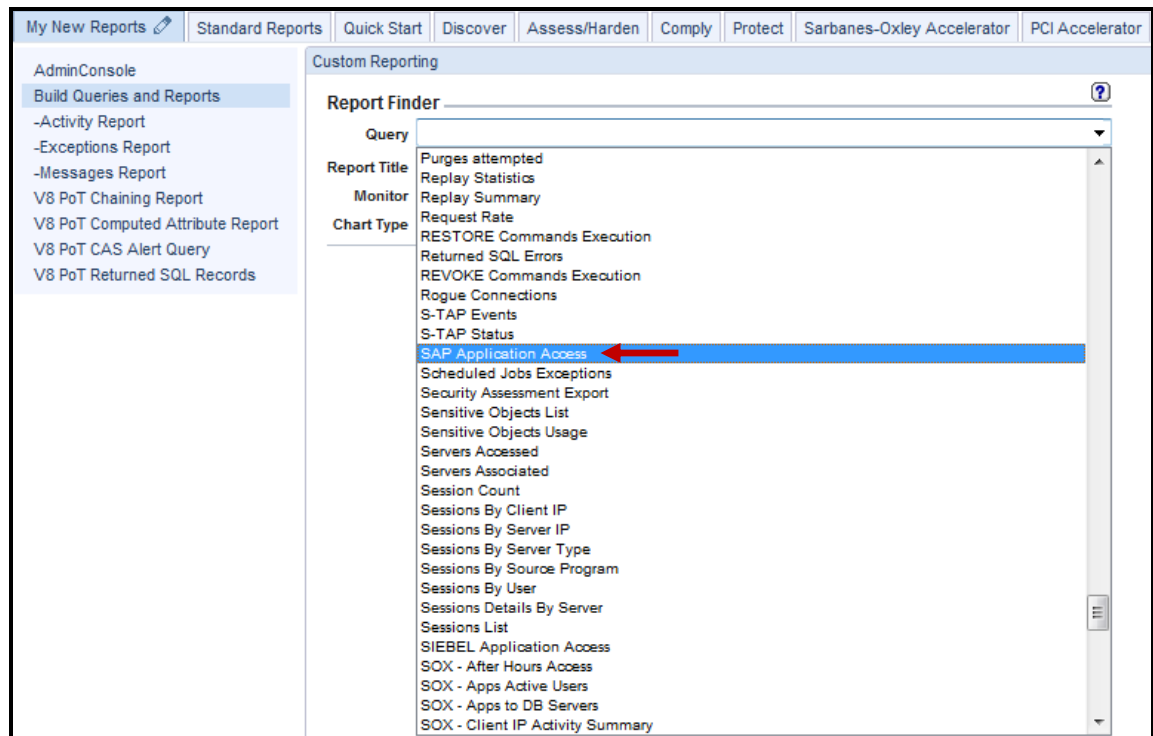 My New Reports Standard Reports Quick Start Discover Assess/Harden Comply Protect Sarbanes-Oxley Accelerator PCI Accelerator
AdminConsole
Build Queries and Reports
-Activity Report
-Exceptions Report
-Messages Report
V8 PoT Chaining Report
V8 PoT Computed Attribute Report
V8 PoT CAS Alert Query
V8 PoT Returned SQL Records
Custom Reporting
Report Finder ?
Query
Report Title
Monitor
Chart Type
Purges attempted
Replay Statistics
Replay Summary
Request Rate
RESTORE Commands Execution
Returned SQL Errors
REVOKE Commands Execution
Rogue Connections
S-TAP Events
S-TAP Status
SAP Application Access
Scheduled Jobs Exceptions
Security Assessment Export
Sensitive Objects List
Sensitive Objects Usage
Servers Accessed
Servers Associated
Session Count
Sessions By Client IP
Sessions By Server IP
Sessions By Server Type
Sessions By Source Program
Sessions By User
Sessions Details By Server
Sessions List
SIEBEL Application Access
SOX - After Hours Access
SOX - Apps Active Users
SOX - Apps to DB Servers
SOX - Client IP Activity Summary